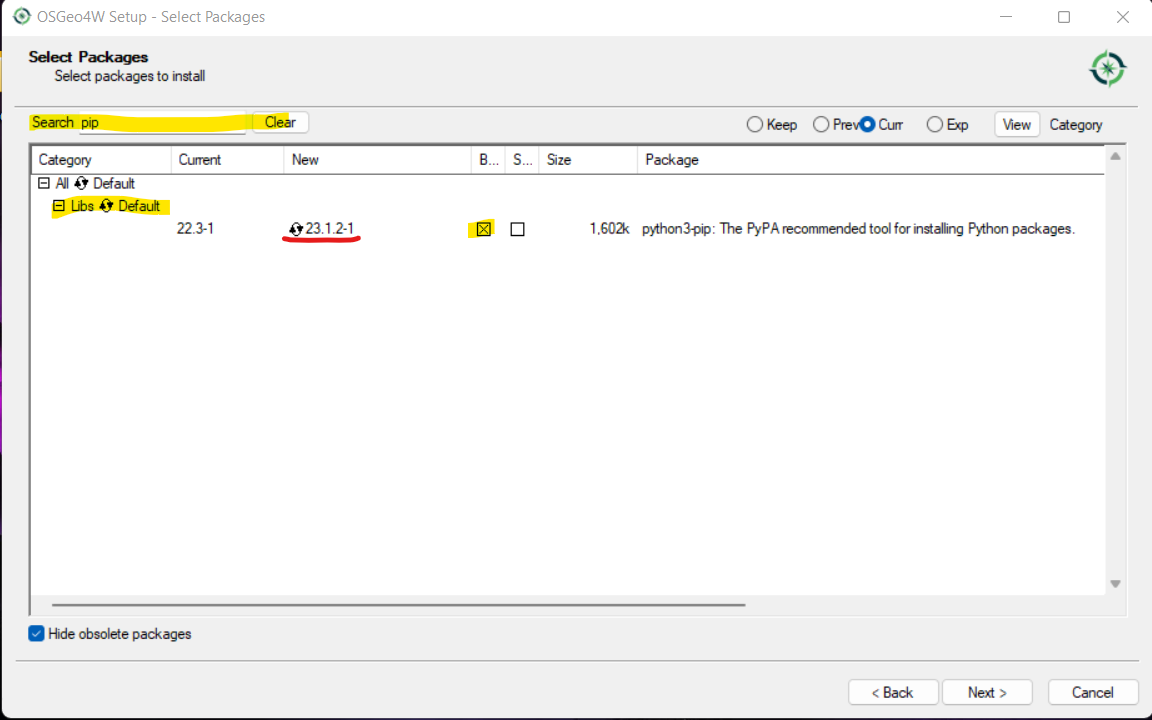 OSGeo4W Setup - Select Packages
Select Packages
Select packages to install
Search pip Clear Keep Prev Curr Exp View Category
Category Current New B... S... Size Package
All Default
Libs Default
22.3-1 23.1.2-1 1,602k python3-pip: The PyPA recommended tool for installing Python packages.
Hide obsolete packages
< Back Next > Cancel